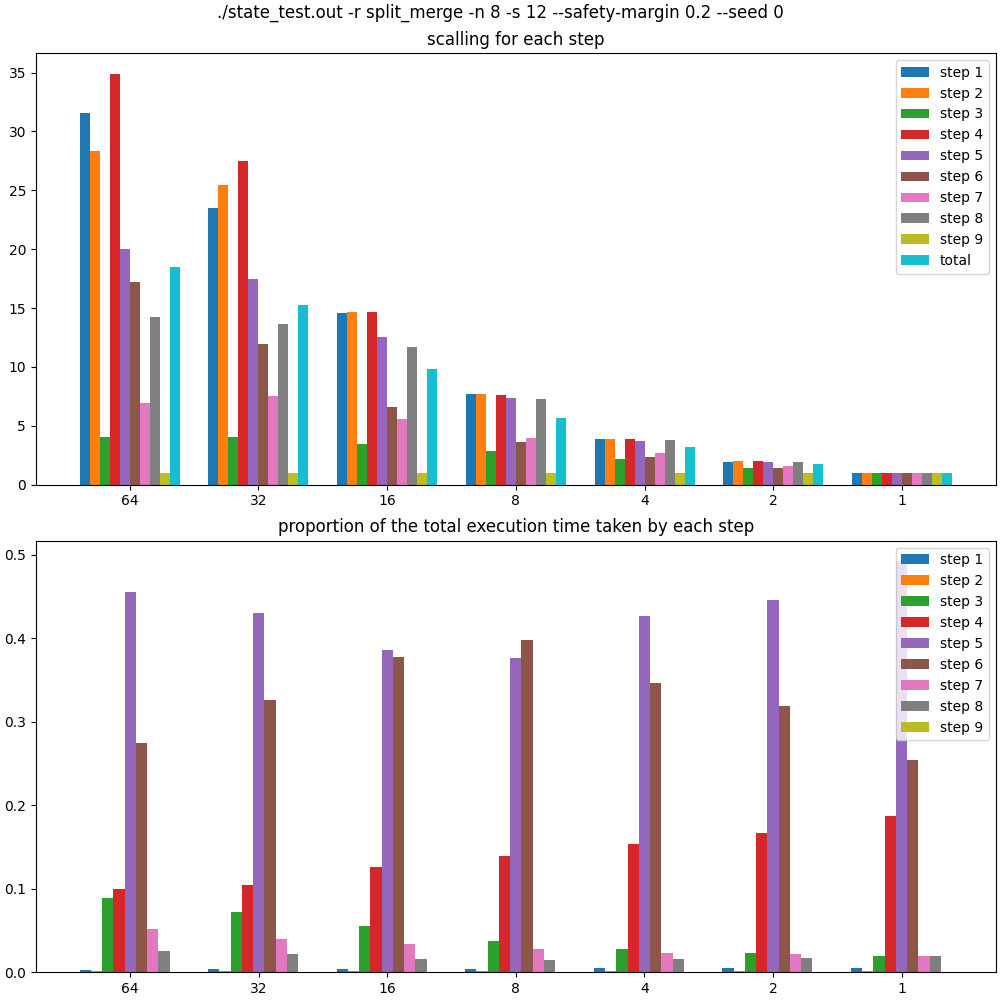 ./state_test.out -r split_merge -n 8 -s 12 --safety-margin 0.2 --seed 0
scalling for each step
35
30
25
20
15
10
5
0
64 32 16 8 4 2 1
step 1
step 2
step 3
step 4
step 5
step 6
step 7
step 8
step 9
total
proportion of the total execution time taken by each step
0.5
0.4
0.3
0.2
0.1
0.0
64 32 16 8 4 2 1
step 1
step 2
step 3
step 4
step 5
step 6
step 7
step 8
step 9